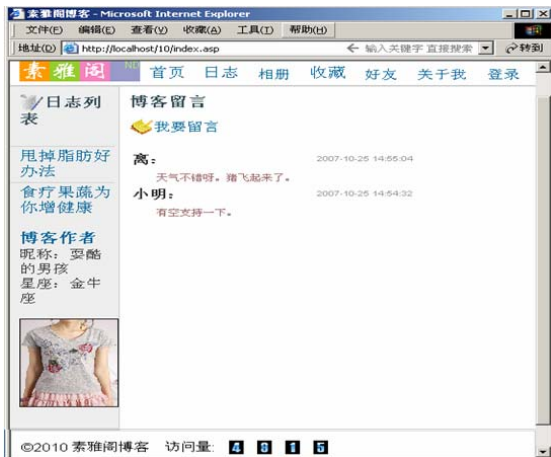 素雅阁博客 - Microsoft Internet Explorer
文件(F) 编辑(E) 查看(V) 收藏(A) 工具(T) 帮助(H)
地址(D) http://localhost/10/index.asp 输入关键字 直接搜索 转到
素雅阁 首页 日志 相册 收藏 好友 关于我 登录
日志列
表
甩掉脂肪好
办法
食疗果蔬为
你增健康
博客作者
昵称：耍酷
的男孩
星座：金牛
座
博客留言
我要留言
离： 2007-10-25 14:55:04
天气不错呀。猪飞起来了。
小明： 2007-10-25 14:54:32
有空支持一下。
©2010 素雅阁博客 访问量: 4 9 1 5